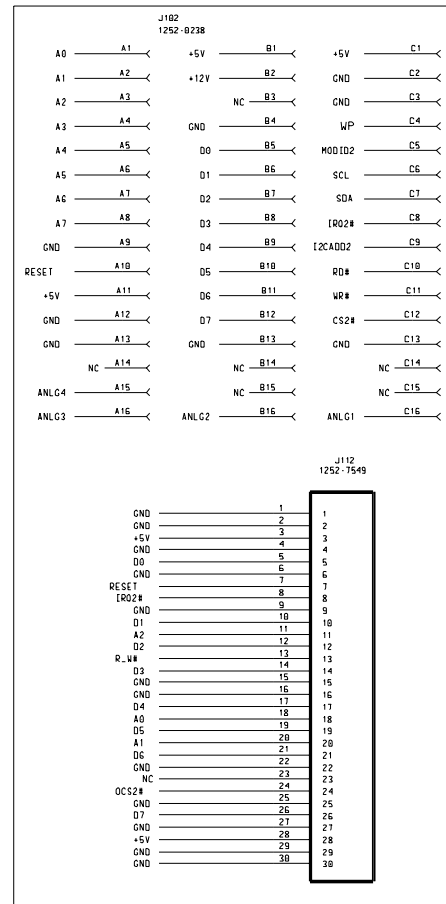 J102
1252-0238
A0 A1 +5V B1 +5V C1
A1 A2 +12V B2 GND C2
A2 A3 NC B3 GND C3
A3 A4 GND B4 WP C4
A4 A5 D0 B5 MODID2 C5
A5 A6 D1 B6 SCL C6
A6 A7 D2 B7 SDA C7
A7 A8 D3 B8 IRQ2# C8
GND A9 D4 B9 I2CADD2 C9
RESET A10 D5 B10 RD# C10
+5V A11 D6 B11 WR# C11
GND A12 D7 B12 CS2# C12
GND A13 GND B13 GND C13
NC A14 NC B14 NC C14
ANLG4 A15 NC B15 NC C15
ANLG3 A16 ANLG2 B16 ANLG1 C16
J112
1252-7549
GND 1 1
GND 2 2
+5V 3 3
GND 4 4
D0 5 5
GND 6 6
RESET 7 7
IRQ2# 8 8
GND 9 9
D1 10 10
A2 11 11
D2 12 12
R_W# 13 13
D3 14 14
GND 15 15
GND 16 16
D4 17 17
A0 18 18
D5 19 19
A1 20 20
D6 21 21
GND 22 22
NC 23 23
OCS2# 24 24
GND 25 25
D7 26 26
GND 27 27
+5V 28 28
GND 29 29
GND 30 30